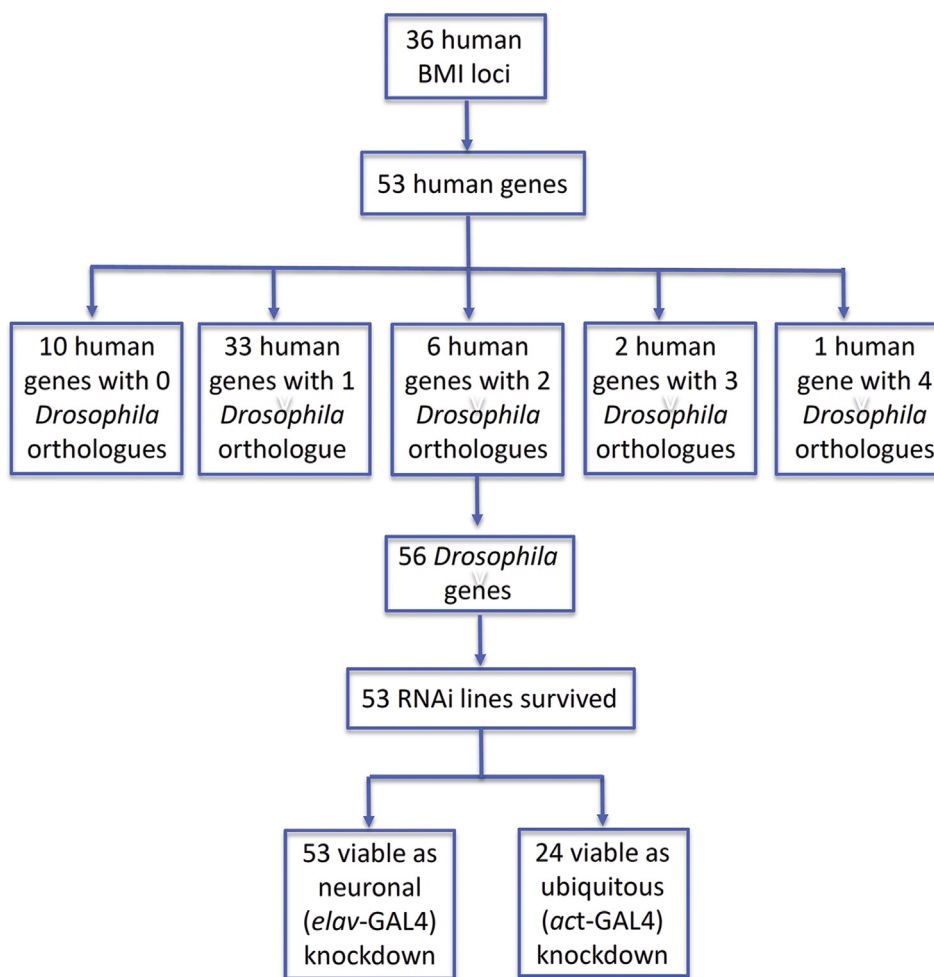 36 human
BMI loci
53 human genes
10 human
genes with 0
Drosophila
orthologues
33 human
genes with 1
Drosophila
orthologue
6 human
genes with 2
Drosophila
orthologues
2 human
genes with 3
Drosophila
orthologues
1 human
gene with 4
Drosophila
orthologues
56 Drosophila
genes
53 RNAi lines survived
53 viable as
neuronal
(elav-GAL4)
knockdown
24 viable as
ubiquitous
(act-GAL4)
knockdown